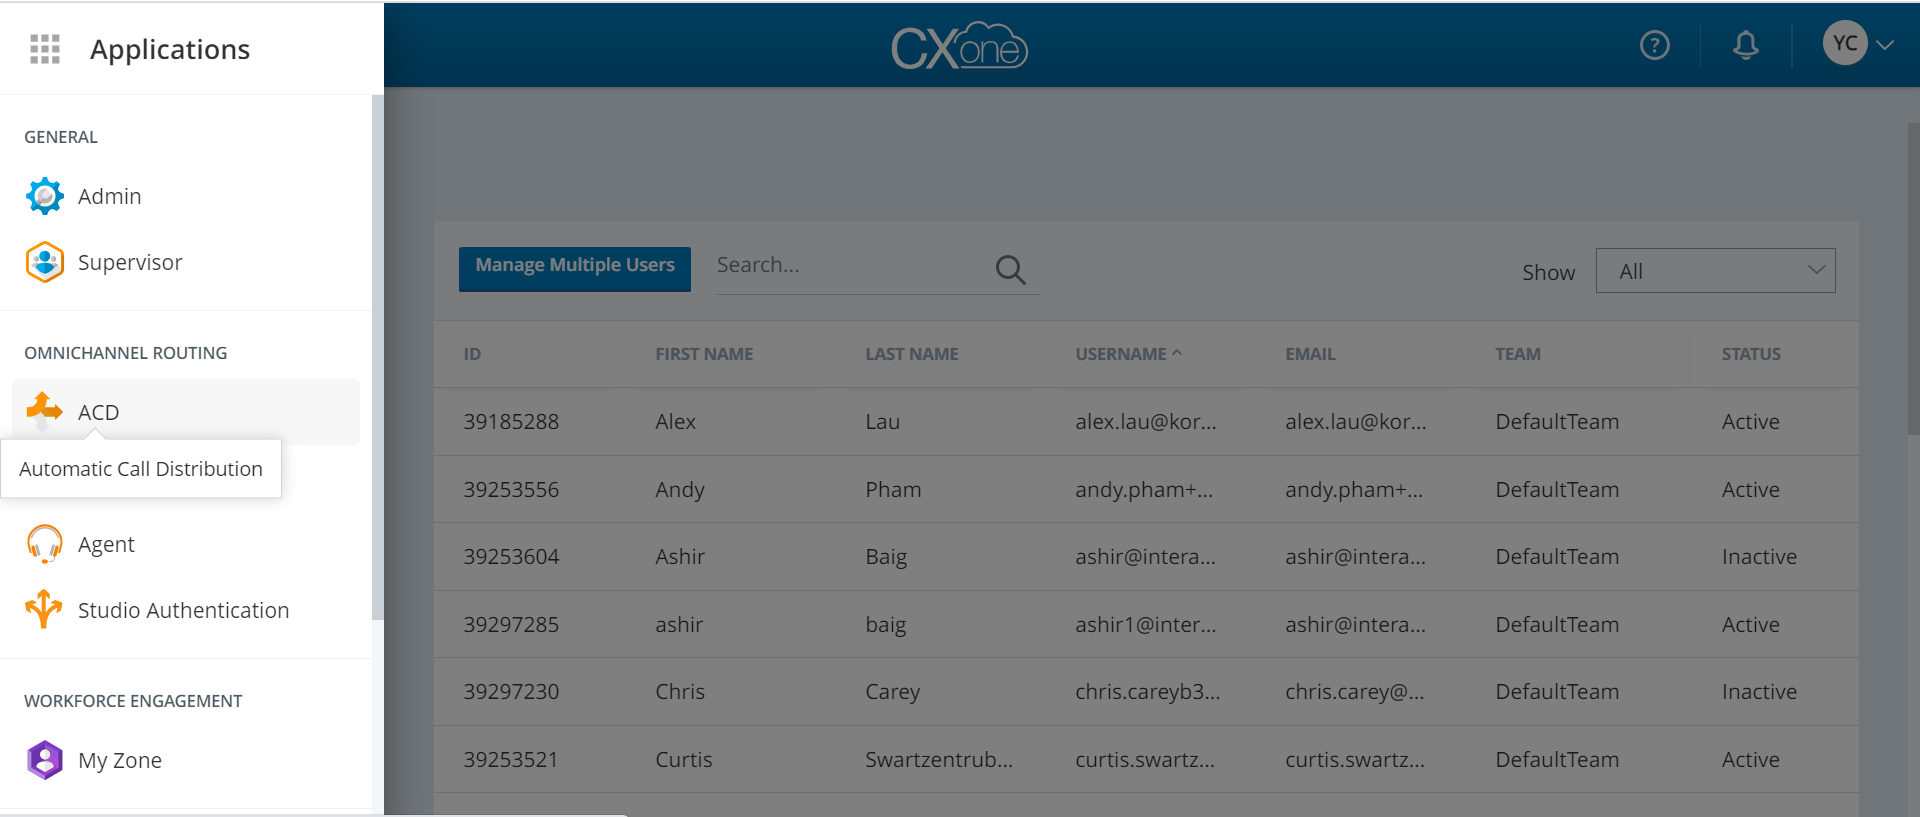 Applications
CXone
?
YC
GENERAL
Admin
Supervisor
OMNICHANNEL ROUTING
ACD
Automatic Call Distribution
Agent
Studio Authentication
WORKFORCE ENGAGEMENT
My Zone
Manage Multiple Users
Search...
Show
All
ID FIRST NAME LAST NAME USERNAME EMAIL TEAM STATUS
39185288 Alex Lau alex.lau@kor... alex.lau@kor... DefaultTeam Active
39253556 Andy Pham andy.pham+... andy.pham+... DefaultTeam Active
39253604 Ashir Baig ashir@intera... ashir@intera... DefaultTeam Inactive
39297285 ashir baig ashir1@inter... ashir@intera... DefaultTeam Active
39297230 Chris Carey chris.careyb3... chris.carey@... DefaultTeam Inactive
39253521 Curtis Swartzentrub... curtis.swartz... curtis.swartz... DefaultTeam Active